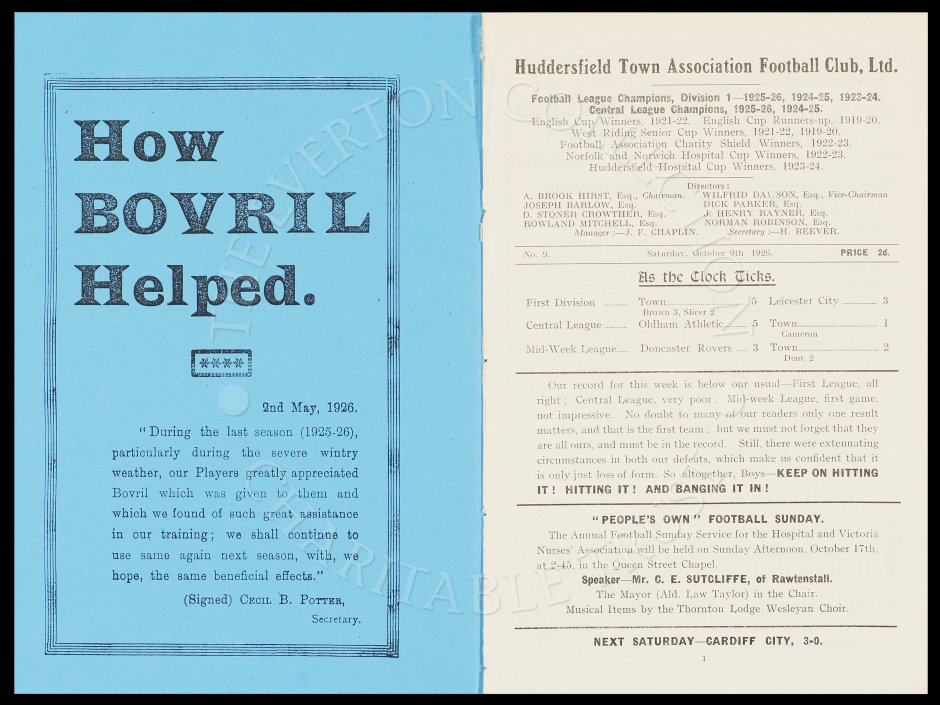 How
BOVRIL
Helped.
****
2nd May, 1926.
"During the last season (1925-26),
particularly during the severe wintry
weather, our Players greatly appreciated
Bovril which was given to them and
which we found of such great assistance
in our training; we shall continue to
use same again next season, with, we
hope, the same beneficial effects."
(Signed) CECIL B. POTTER,
Secretary.
Huddersfield Town Association Football Club, Ltd.
Football League Champions, Division 1—1925-26, 1924-25, 1923-24.
Central League Champions, 1925-26, 1924-25.
English Cup Winners, 1921-22. English Cup Runners-up, 1919-20.
West Riding Senior Cup Winners, 1921-22, 1919-20.
Football Association Charity Shield Winners, 1922-23.
Norfolk and Norwich Hospital Cup Winners, 1922-23.
Huddersfield Hospital Cup Winners, 1923-24.
Directors:
A. BROOK HIRST, Esq., Chairman. WILFRID DAWSON, Esq., Vice-Chairman
JOSEPH BARLOW, Esq. DICK PARKER, Esq.
D. STONER CROWTHER, Esq. J. HENRY RAYNER, Esq.
ROWLAND MITCHELL, Esq. NORMAN ROBINSON, Esq.
Manager:—J. F. CHAPLIN. Secretary:—H. BEEVER.
No. 9. Saturday, October 9th 1926. PRICE 2d.
As the Clock Ticks.
First Division ........ Town ........ 5 Leicester City ........ 3
Brown 3, Slicer 2
Central League ........ Oldham Athletic ........ 5 Town ........ 1
Cameron
Mid-Week League ..... Doncaster Rovers ..... 3 Town ........ 2
Dent 2
Our record for this week is below our usual—First League, all
right; Central League, very poor; Mid-week League, first game,
not impressive. No doubt to many of our readers only one result
matters, and that is the first team; but we must not forget that they
are all ours, and must be in the record. Still, there were extenuating
circumstances in both our defeats, which make us confident that it
is only just loss of form. So altogether, Boys—KEEP ON HITTING
IT! HITTING IT! AND BANGING IT IN!
"PEOPLE'S OWN" FOOTBALL SUNDAY.
The Annual Football Sunday Service for the Hospital and Victoria
Nurses' Association will be held on Sunday Afternoon, October 17th,
at 2-45, in the Queen Street Chapel.
Speaker—Mr. C. E. SUTCLIFFE, of Rawtenstall.
The Mayor (Ald. Law Taylor) in the Chair.
Musical Items by the Thornton Lodge Wesleyan Choir.
NEXT SATURDAY—CARDIFF CITY, 3-0.
1
THE EVERTON COLLECTION
CHARITABLE TRUST